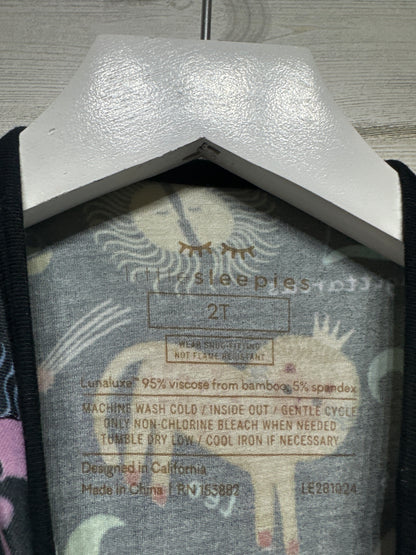 little sleepies
2T
WEAR SNUG-FITTING
NOT FLAME RESISTANT
Lunaluxe™ 95% viscose from bamboo, 5% spandex
MACHINE WASH COLD / INSIDE OUT / GENTLE CYCLE
ONLY NON-CHLORINE BLEACH WHEN NEEDED
TUMBLE DRY LOW / COOL IRON IF NECESSARY
Designed in California
Made in China | RN 153882 LE281024